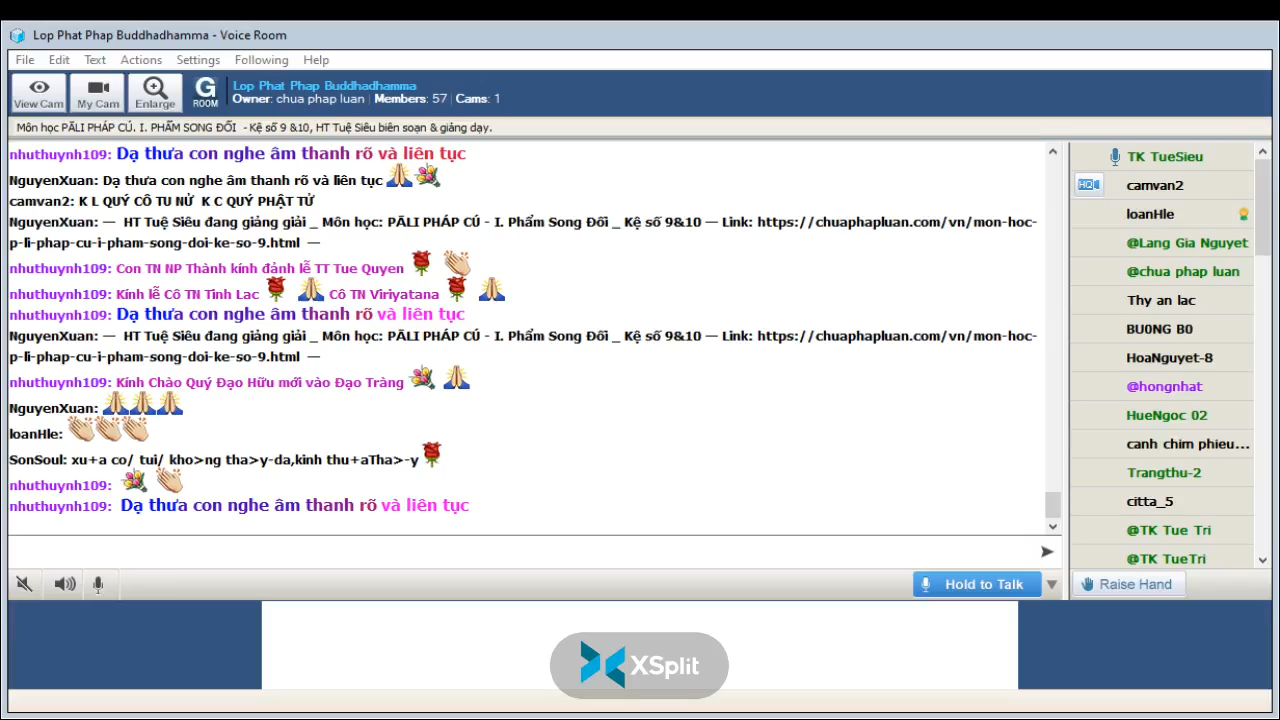 Lop Phat Phap Buddhadhamma - Voice Room
File Edit Text Actions Settings Following Help
View Cam My Cam Enlarge G ROOM
Lop Phat Phap Buddhadhamma
Owner: chua phap luan | Members: 57 | Cams: 1
Môn học PĀLI PHÁP CÚ. I. PHẨM SONG ĐỐI - Kệ số 9 &10, HT Tuệ Siêu biên soạn & giảng dạy.
nhuthuynh109: Dạ thưa con nghe âm thanh rõ và liên tục
NguyenXuan: Dạ thưa con nghe âm thanh rõ và liên tục
camvan2: K L QUÝ CÔ TU NỮ K C QUÝ PHẬT TỬ
NguyenXuan: — HT Tuệ Siêu đang giảng giải _ Môn học: PĀLI PHÁP CÚ - I. Phẩm Song Đối _ Kệ số 9&10 — Link: https://chuaphapluan.com/vn/mon-hoc-
p-li-phap-cu-i-pham-song-doi-ke-so-9.html —
nhuthuynh109: Con TN NP Thành kính đảnh lễ TT Tue Quyen
nhuthuynh109: Kính lễ Cô TN Tinh Lac Cô TN Viriyatana
nhuthuynh109: Dạ thưa con nghe âm thanh rõ và liên tục
NguyenXuan: — HT Tuệ Siêu đang giảng giải _ Môn học: PĀLI PHÁP CÚ - I. Phẩm Song Đối _ Kệ số 9&10 — Link: https://chuaphapluan.com/vn/mon-hoc-
p-li-phap-cu-i-pham-song-doi-ke-so-9.html —
nhuthuynh109: Kính Chào Quý Đạo Hữu mới vào Đạo Tràng
NguyenXuan:
loanHle:
SonSoul: xu+a co/ tui/ kho>ng tha>y-da,kinh thu+aTha>-y
nhuthuynh109:
nhuthuynh109: Dạ thưa con nghe âm thanh rõ và liên tục
TK TueSieu
HQ camvan2
loanHle
@Lang Gia Nguyet
@chua phap luan
Thy an lac
BU0NG B0
HoaNguyet-8
@hongnhat
HueNgoc 02
canh chim phieu...
Trangthu-2
citta_5
@TK Tue Tri
@TK TueTri
Hold to Talk
Raise Hand
XSplit